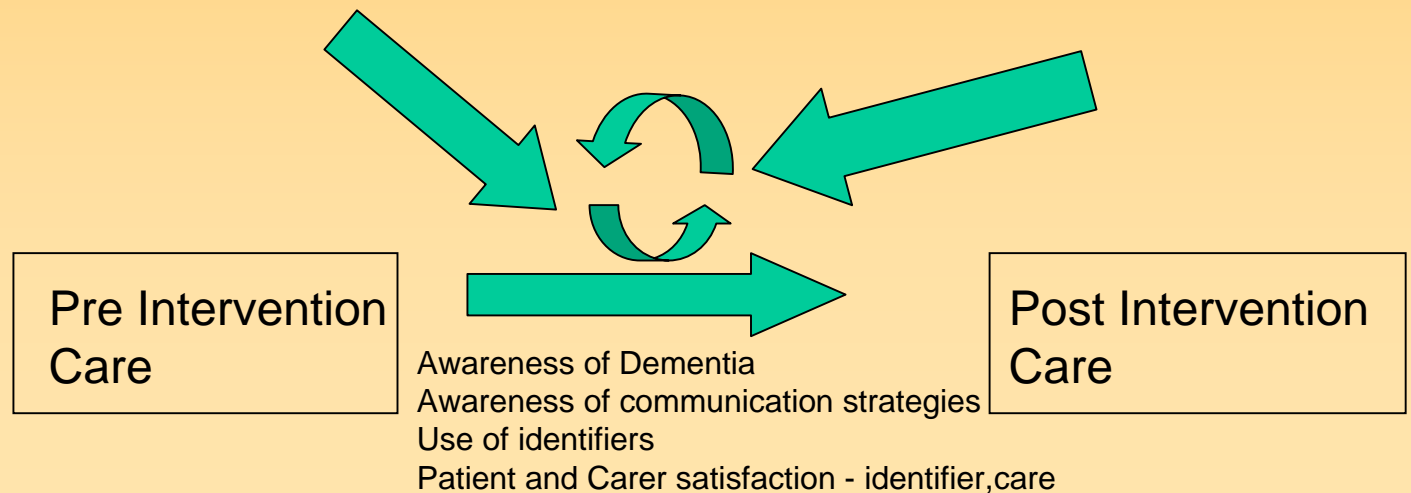 Pre Intervention
Care
Awareness of Dementia
Awareness of communication strategies
Use of identifiers
Patient and Carer satisfaction - identifier,care
Post Intervention
Care